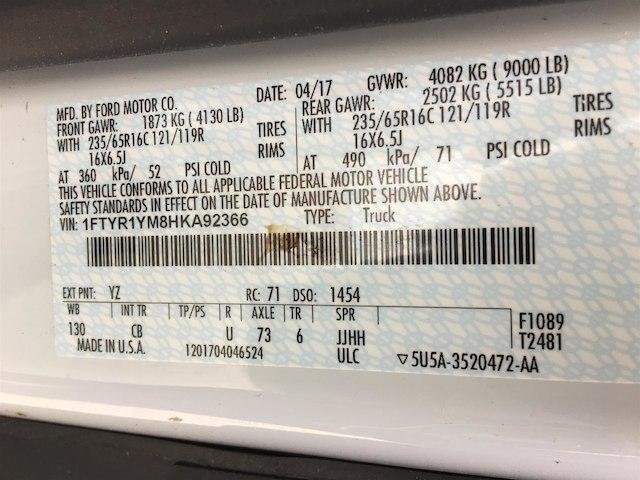 MFD. BY FORD MOTOR CO. DATE: 04/17 GVWR: 4082 KG ( 9000 LB)
FRONT GAWR: 1873 KG ( 4130 LB) REAR GAWR: 2502 KG ( 5515 LB)
WITH 235/65R16C 121/119R TIRES WITH 235/65R16C 121/119R TIRES
16X6.5J RIMS 16X6.5J RIMS
AT 360 kPa/ 52 PSI COLD AT 490 kPa/ 71 PSI COLD
THIS VEHICLE CONFORMS TO ALL APPLICABLE FEDERAL MOTOR VEHICLE
SAFETY STANDARDS IN EFFECT ON THE DATE OF MANUFACTURE SHOWN ABOVE.
VIN: 1FTYR1YM8HKA92366 TYPE: Truck
EXT PNT: YZ RC: 71 DSO: 1454
WB INT TR TP/PS R AXLE TR SPR F1089
130 CB U 73 6 JJHH T2481
MADE IN U.S.A. 1201704046524 ULC ▽5U5A-3520472-AA